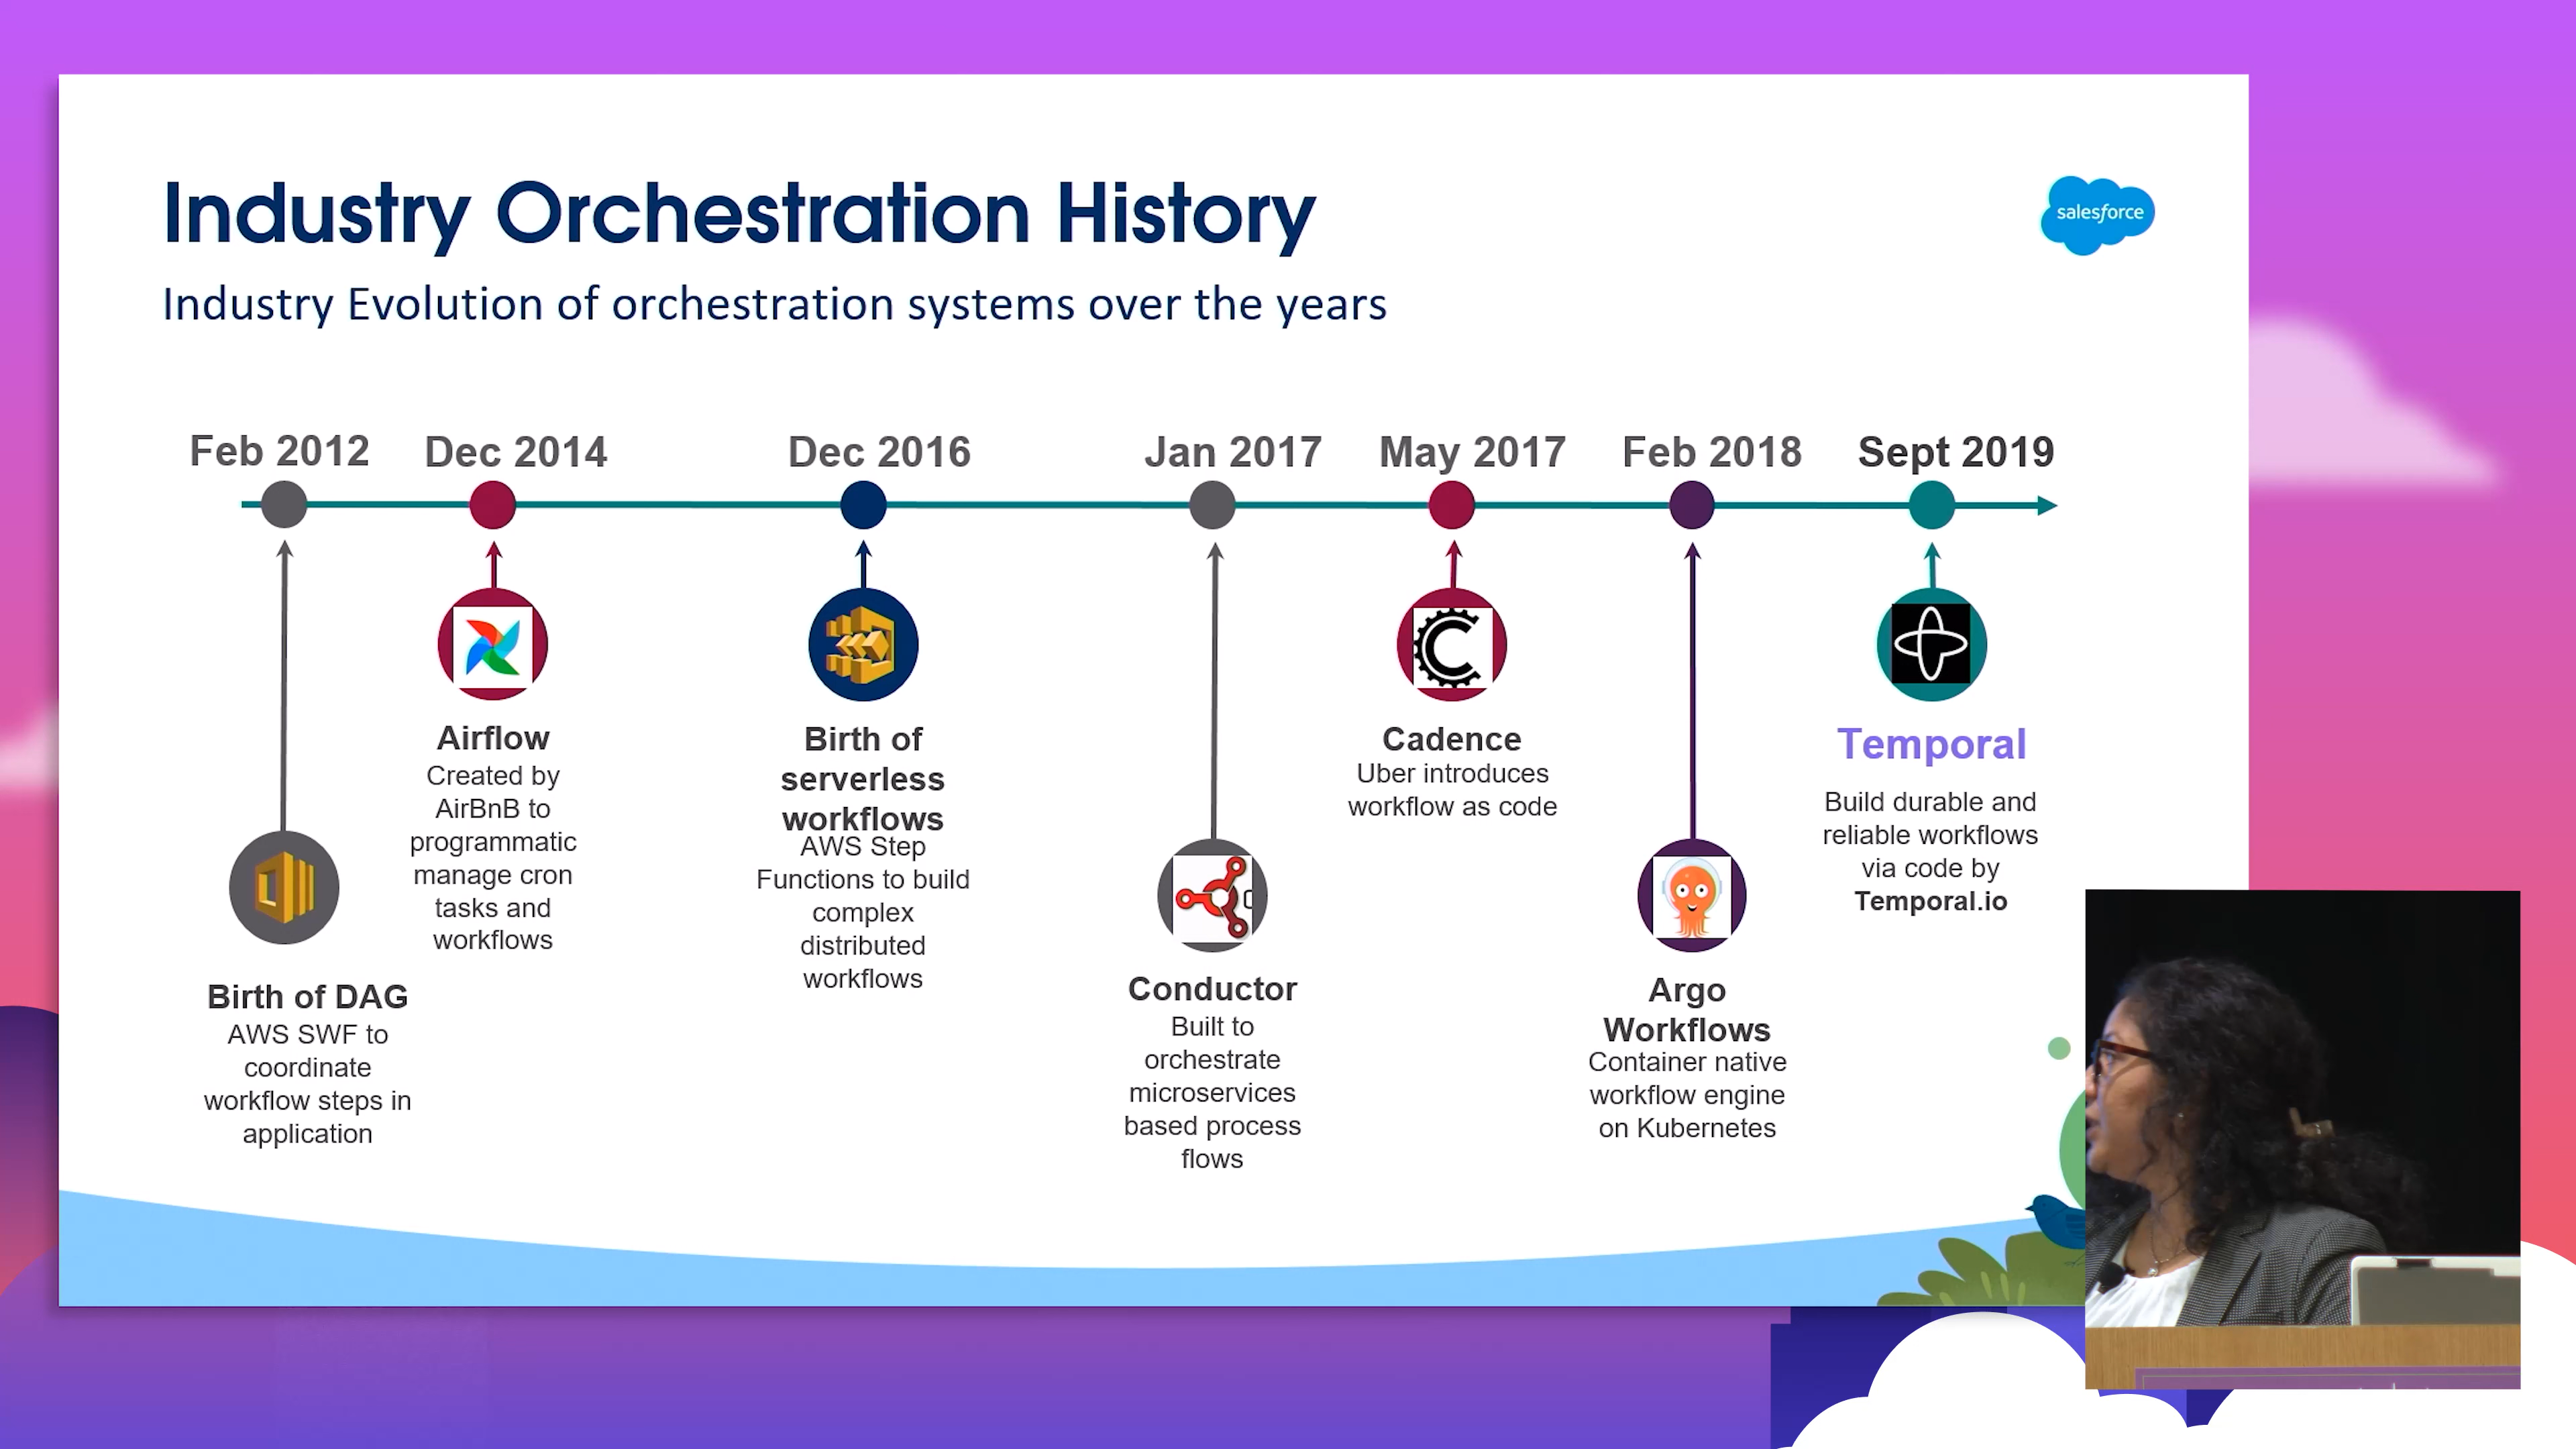 Industry Orchestration History
salesforce
Industry Evolution of orchestration systems over the years
Feb 2012
Dec 2014
Dec 2016
Jan 2017
May 2017
Feb 2018
Sept 2019
Birth of DAG
AWS SWF to
coordinate
workflow steps in
application
Airflow
Created by
AirBnB to
programmatic
manage cron
tasks and
workflows
Birth of
serverless
workflows
AWS Step
Functions to build
complex
distributed
workflows
Conductor
Built to
orchestrate
microservices
based process
flows
Cadence
Uber introduces
workflow as code
Argo
Workflows
Container native
workflow engine
on Kubernetes
Temporal
Build durable and
reliable workflows
via code by
Temporal.io